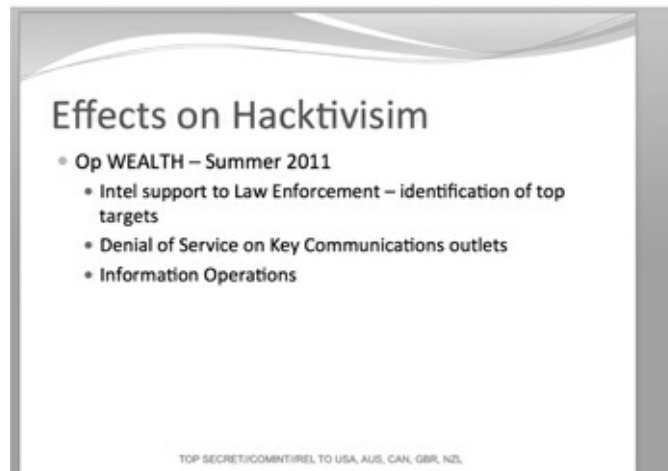 Effects on Hacktivisim
Op WEALTH – Summer 2011
Intel support to Law Enforcement – identification of top
targets
Denial of Service on Key Communications outlets
Information Operations
TOP SECRET//COMINT//REL TO USA, AUS, CAN, GBR, NZL